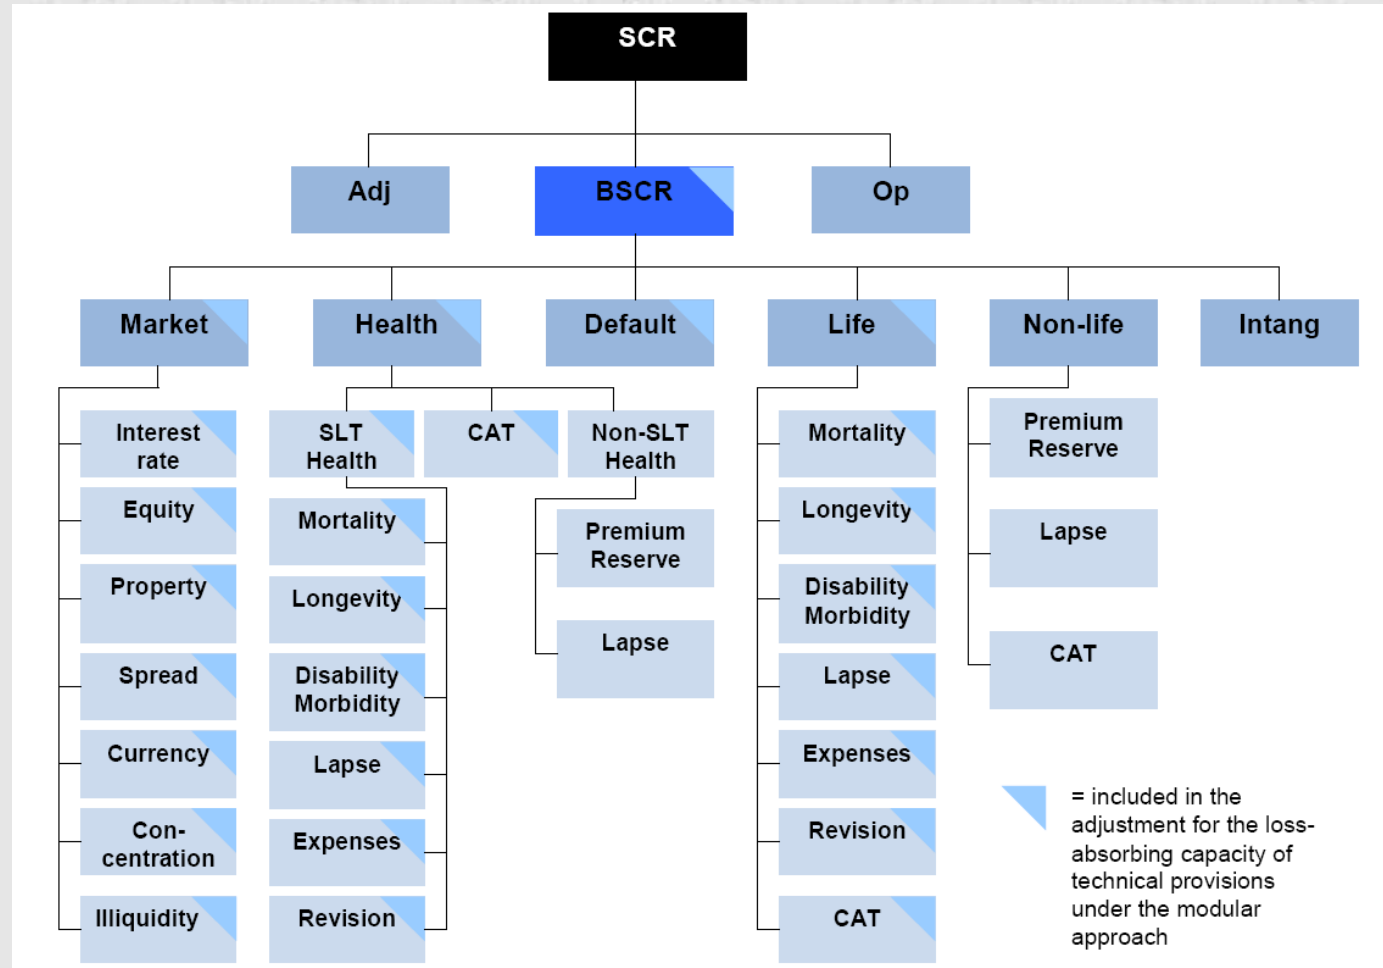 SCR
Adj
BSCR
Op
Market
Health
Default
Life
Non-life
Intang
Interest
rate
Equity
Property
Spread
Currency
Con-
centration
Illiquidity
SLT
Health
CAT
Non-SLT
Health
Mortality
Longevity
Disability
Morbidity
Lapse
Expenses
Revision
Premium
Reserve
Lapse
Mortality
Longevity
Disability
Morbidity
Lapse
Expenses
Revision
CAT
Premium
Reserve
Lapse
CAT
= included in the
adjustment for the loss-
absorbing capacity of
technical provisions
under the modular
approach